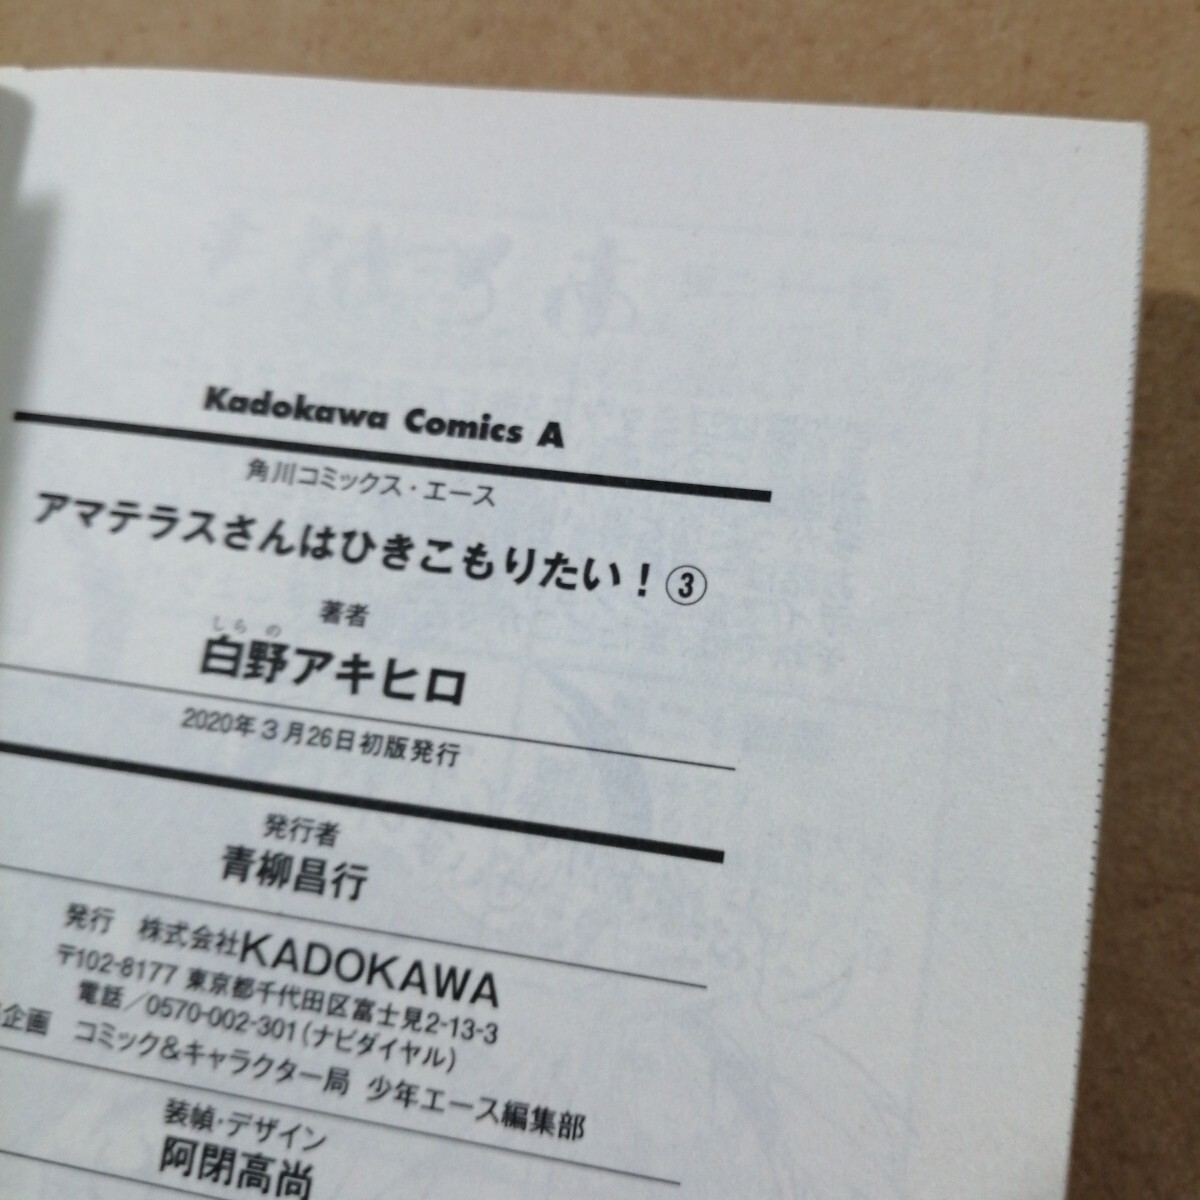 Kadokawa Comics A
角川コミックス・エース
アマテラスさんはひきこもりたい！③
著者
しらの
白野アキヒロ
2020年3月26日初版発行
発行者
青柳昌行
発行 株式会社KADOKAWA
〒102-8177 東京都千代田区富士見2-13-3
電話／0570-002-301（ナビダイヤル）
企画 コミック&キャラクター局 少年エース編集部
装幀・デザイン
阿閉高尚
あとがき